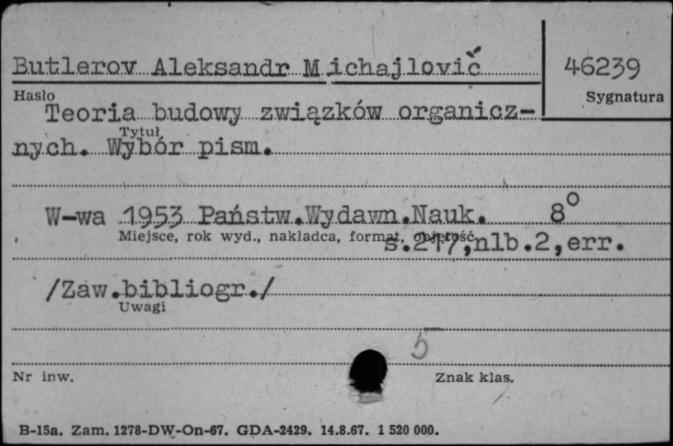 Butlerov Aleksandr Michajlovič
46239
Hasło
Sygnatura
Teoria budowy związków organicz-
Tytuł
nych. Wybór pism.
W-wa 1953 Państw.Wydawn.Nauk. 8°
Miejsce, rok wyd., nakładca, format, objętość
s.217,nlb.2,err.
/Zaw.bibliogr./
Uwagi
5
Nr inw.
Znak klas.
B-15a. Zam. 1278-DW-On-67. GDA-2429. 14.8.67. 1 520 000.